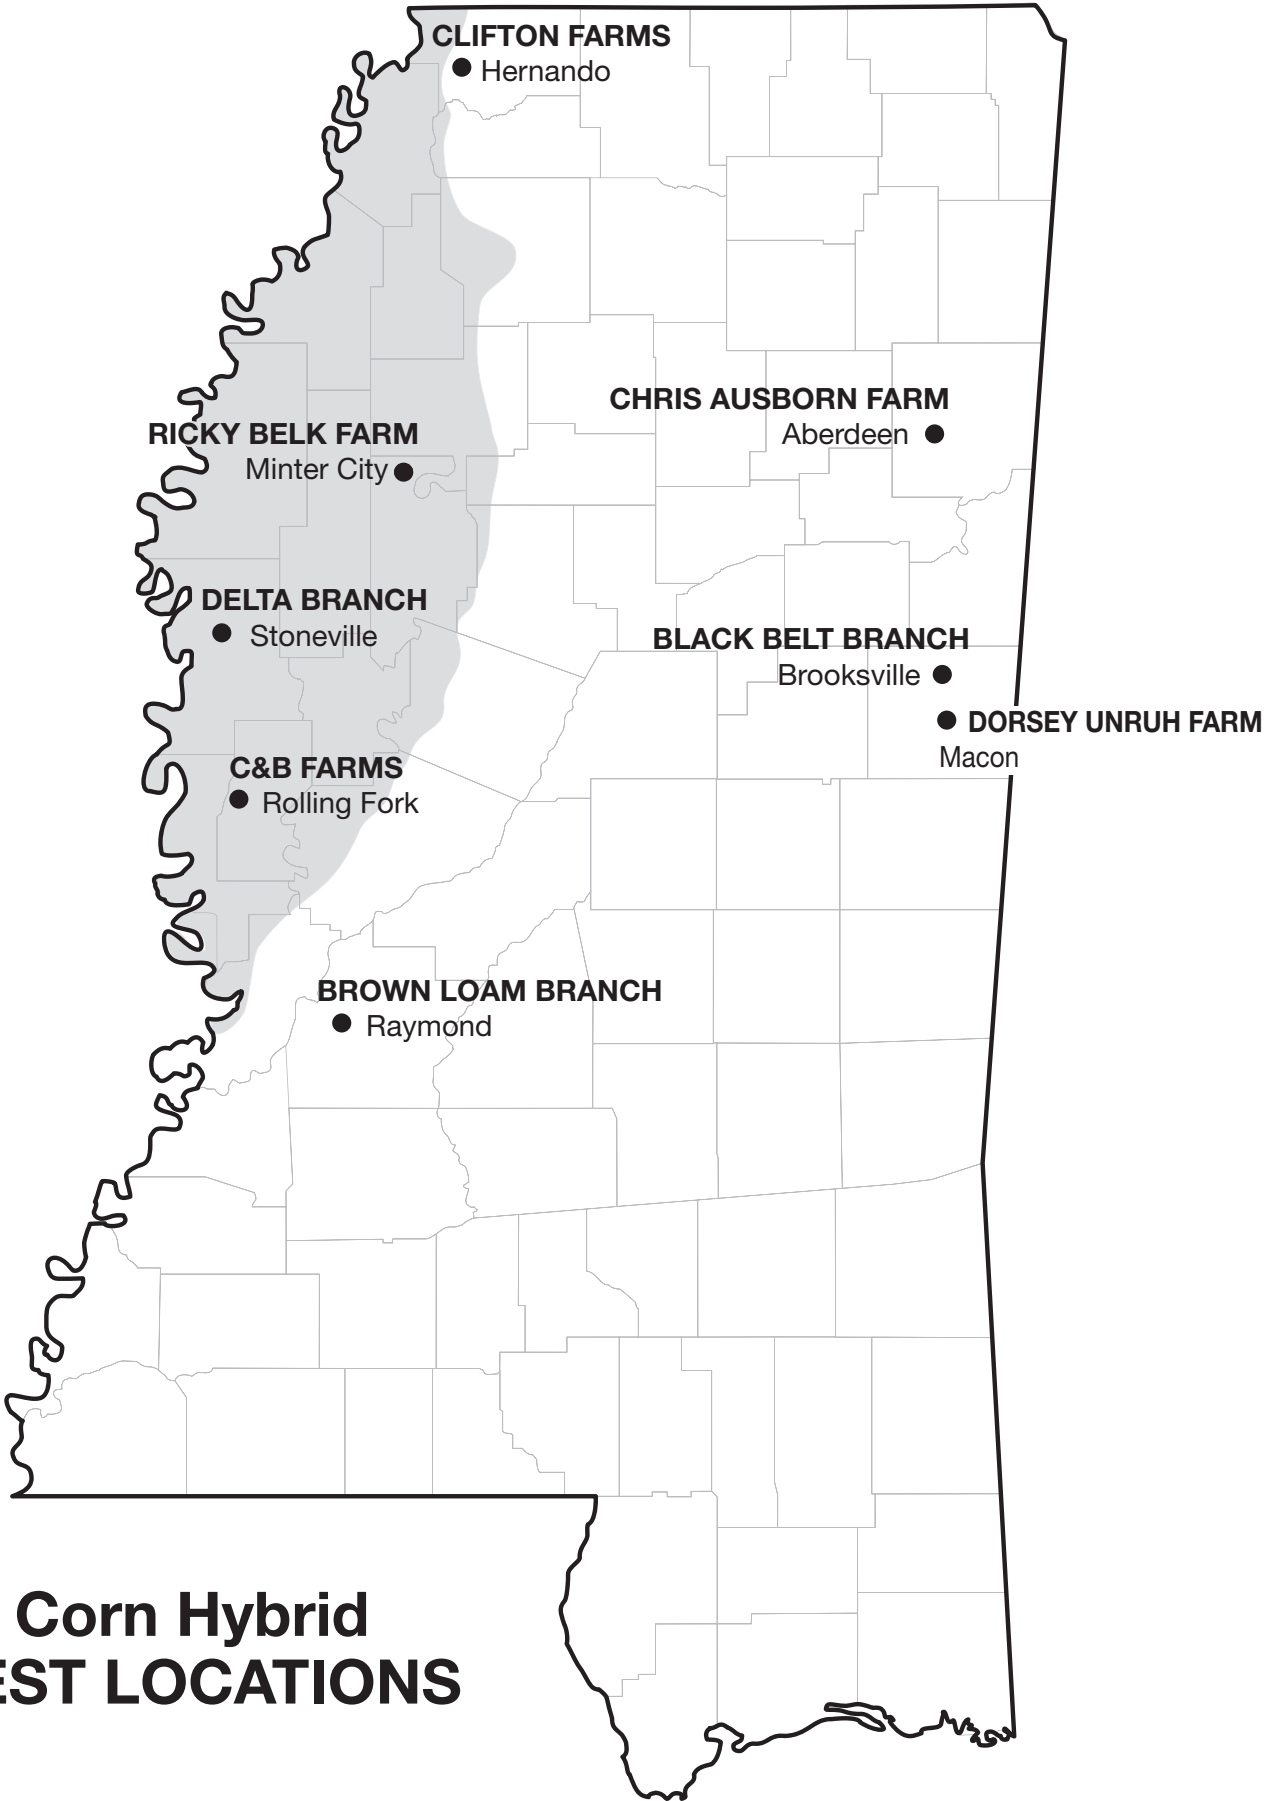 CLIFTON FARMS
Hernando
CHRIS AUSBORN FARM
Aberdeen
RICKY BELK FARM
Minter City
DELTA BRANCH
Stoneville
BLACK BELT BRANCH
Brooksville
DORSEY UNRUH FARM
Macon
C&B FARMS
Rolling Fork
BROWN LOAM BRANCH
Raymond
Corn Hybrid
EST LOCATIONS